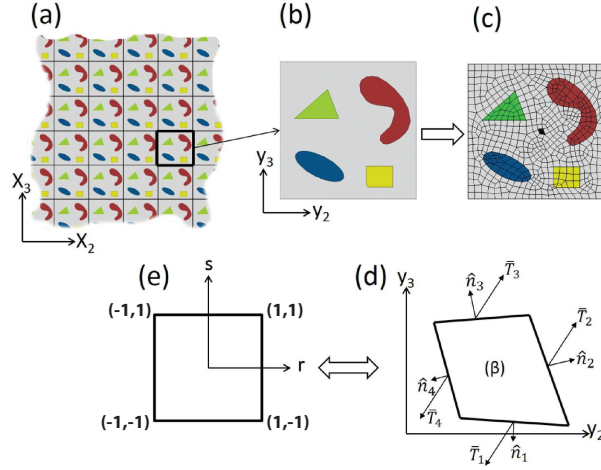 (a)
X₃
X₂
(b)
y₃
y₂
(c)
(e)
s
(-1,1)
(1,1)
r
(-1,-1)
(1,-1)
(d)
y₃
n̂₃
T̄₃
T̄₂
n̂₂
(β)
n̂₄
T̄₄
T̄₁
n̂₁
y₂